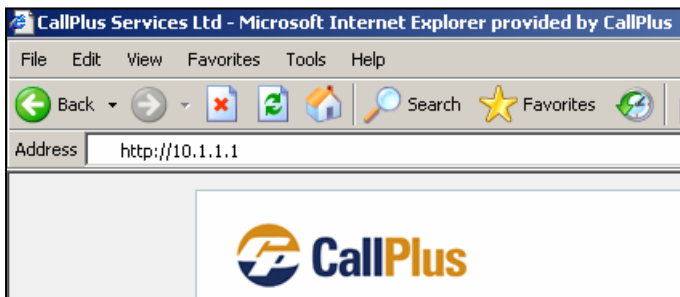 CallPlus Services Ltd - Microsoft Internet Explorer provided by CallPlus
File Edit View Favorites Tools Help
Back Search Favorites
Address http://10.1.1.1
CallPlus